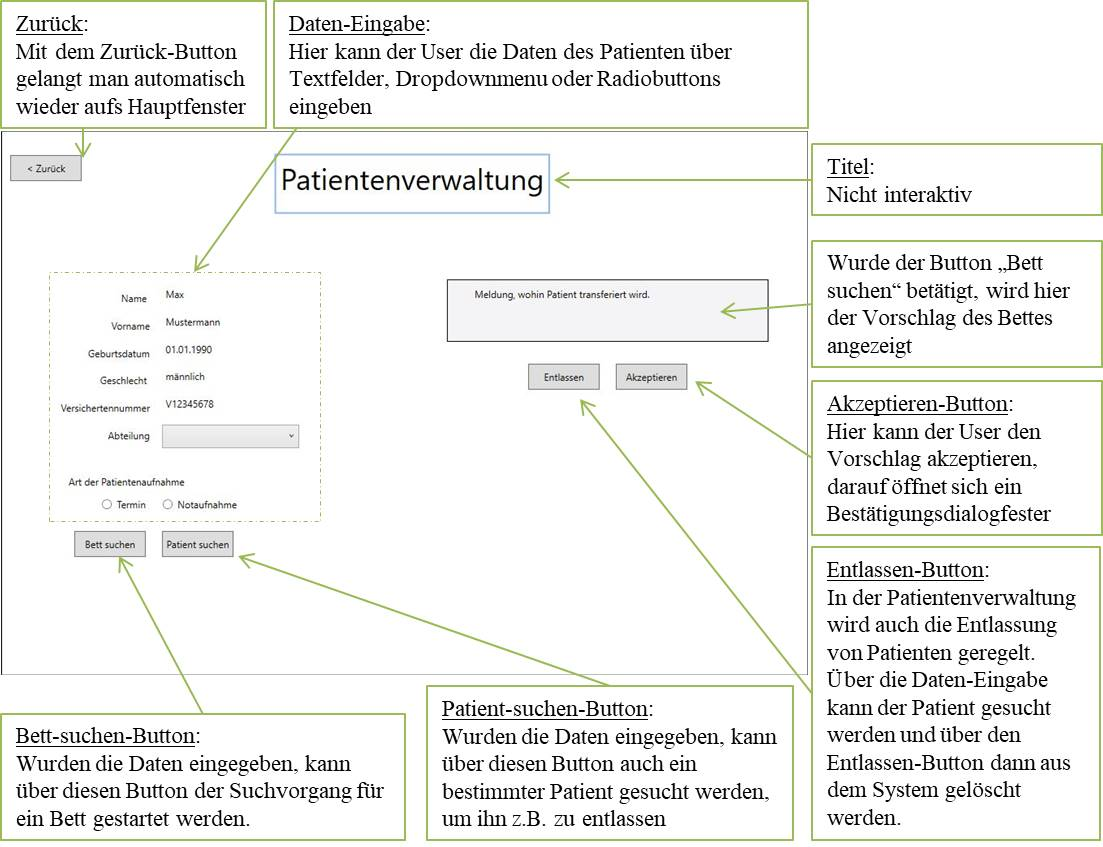 Zurück:
Mit dem Zurück-Button
gelangt man automatisch
wieder aufs Hauptfenster
Daten-Eingabe:
Hier kann der User die Daten des Patienten über
Textfelder, Dropdownmenu oder Radiobuttons
eingeben
< Zurück
Patientenverwaltung
Titel:
Nicht interaktiv
Name Max
Vorname Mustermann
Geburtsdatum 01.01.1990
Geschlecht männlich
Versichertennummer V12345678
Abteilung
Art der Patientenaufnahme
Termin Notaufnahme
Bett suchen Patient suchen
Meldung, wohin Patient transferiert wird.
Entlassen Akzeptieren
Wurde der Button „Bett
suchen“ betätigt, wird hier
der Vorschlag des Bettes
angezeigt
Akzeptieren-Button:
Hier kann der User den
Vorschlag akzeptieren,
darauf öffnet sich ein
Bestätigungsdialogfester
Entlassen-Button:
In der Patientenverwaltung
wird auch die Entlassung
von Patienten geregelt.
Über die Daten-Eingabe
kann der Patient gesucht
werden und über den
Entlassen-Button dann aus
dem System gelöscht
werden.
Bett-suchen-Button:
Wurden die Daten eingegeben, kann
über diesen Button der Suchvorgang für
ein Bett gestartet werden.
Patient-suchen-Button:
Wurden die Daten eingegeben, kann
über diesen Button auch ein
bestimmter Patient gesucht werden,
um ihn z.B. zu entlassen